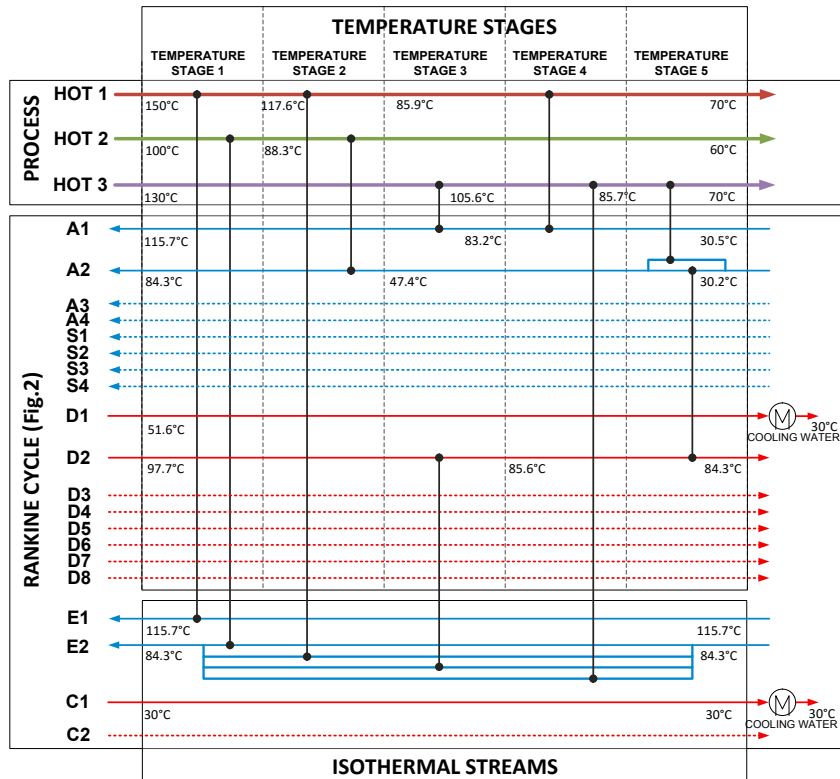 TEMPERATURE STAGES
TEMPERATURE STAGE 1
TEMPERATURE STAGE 2
TEMPERATURE STAGE 3
TEMPERATURE STAGE 4
TEMPERATURE STAGE 5
PROCESS
HOT 1
150°C 117.6°C 85.9°C 70°C
HOT 2
100°C 88.3°C 60°C
HOT 3
130°C 105.6°C 85.7°C 70°C
RANKINE CYCLE (Fig.2)
A1
115.7°C 83.2°C 30.5°C
A2
84.3°C 47.4°C 30.2°C
A3
A4
S1
S2
S3
S4
D1
M
51.6°C 30°C
COOLING WATER
D2
97.7°C 85.6°C 84.3°C
D3
D4
D5
D6
D7
D8
E1
115.7°C 115.7°C
E2
84.3°C 84.3°C
C1
M
30°C 30°C 30°C
COOLING WATER
C2
ISOTHERMAL STREAMS